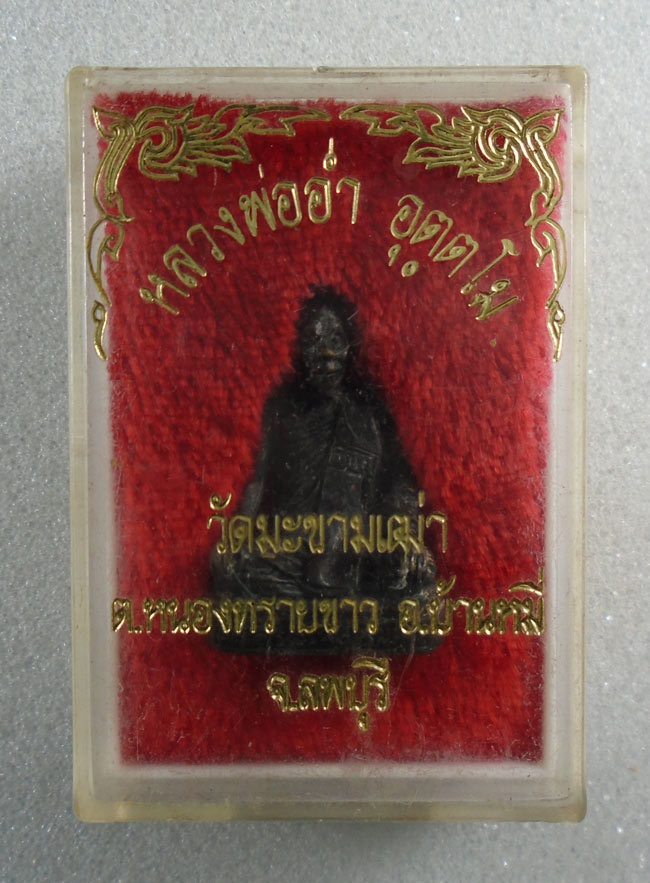 หลวงพ่ออ่ำ อุตฺตโม
วัดมะขามเฒ่า
ต.หนองทรายขาว อ.บ้านหมี่
จ.ลพบุรี